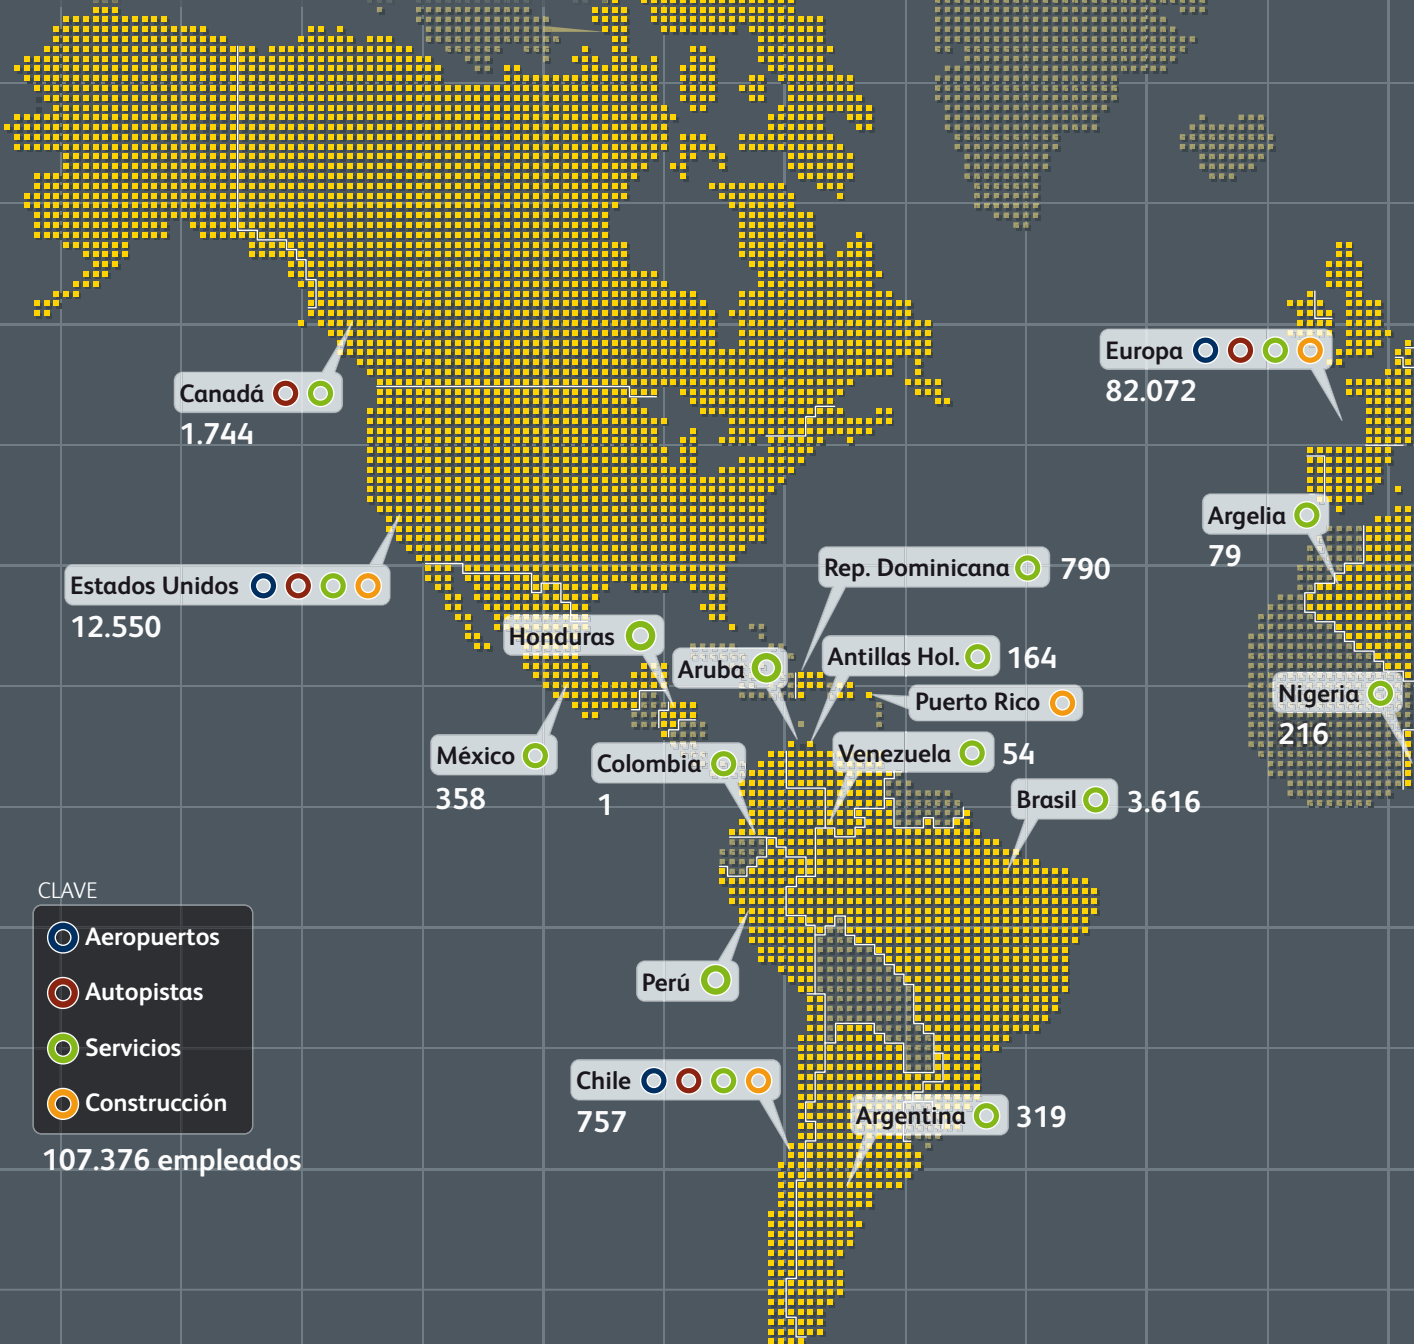 Europa
82.072
Canadá
1.744
Argelia
79
Estados Unidos
12.550
Rep. Dominicana 790
Honduras
Aruba
Antillas Hol. 164
Puerto Rico
Nigeria
216
México
358
Colombia
1
Venezuela 54
Brasil 3.616
CLAVE
Aeropuertos
Autopistas
Servicios
Construcción
107.376 empleados
Perú
Chile
757
Argentina 319